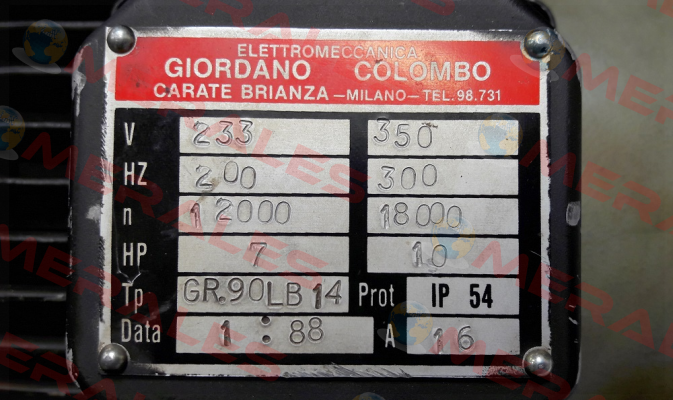 ELETTROMECCANICA
GIORDANO COLOMBO
CARATE BRIANZA—MILANO—TEL.98.731
V 233 350
HZ 200 300
n 12000 18000
HP 7 10
Tp GR.90LB14 Prot IP 54
Data 1:88 A 16
MERALES